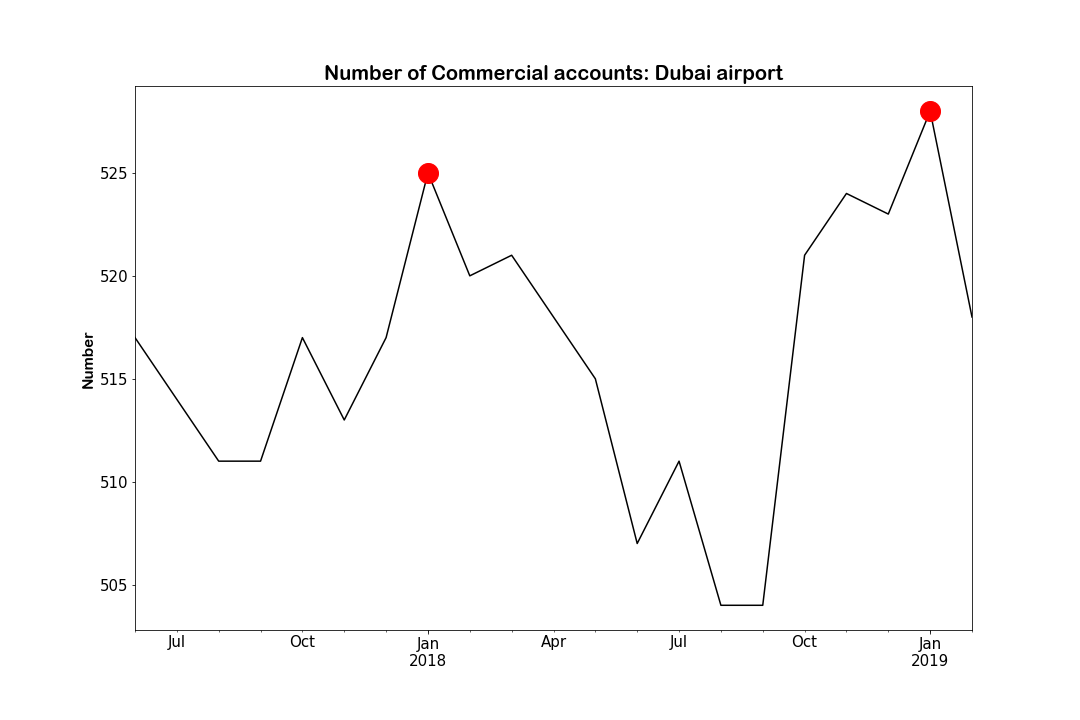 Number of Commercial accounts: Dubai airport
Number
525
520
515
510
505
Jul
Oct
Jan
2018
Apr
Jul
Oct
Jan
2019